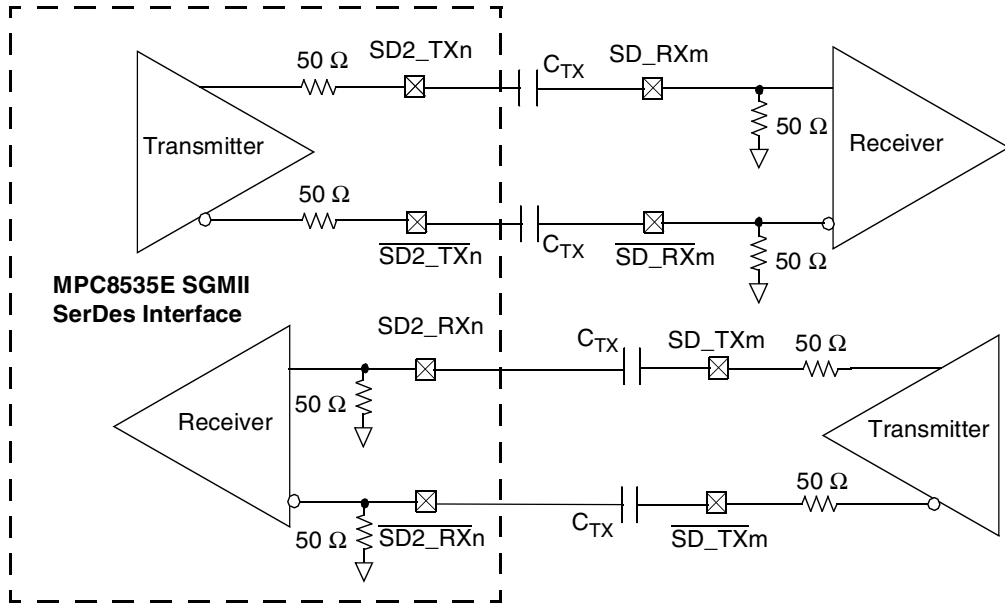 50 Ω
SD2_TXn
C_TX
SD_RXm
50 Ω
Transmitter
Receiver
50 Ω
SD2_TXn
C_TX
SD_RXm
50 Ω
MPC8535E SGMII
SerDes Interface
SD2_RXn
C_TX
SD_TXm
50 Ω
50 Ω
Receiver
Transmitter
50 Ω
50 Ω
SD2_RXn
C_TX
SD_TXm